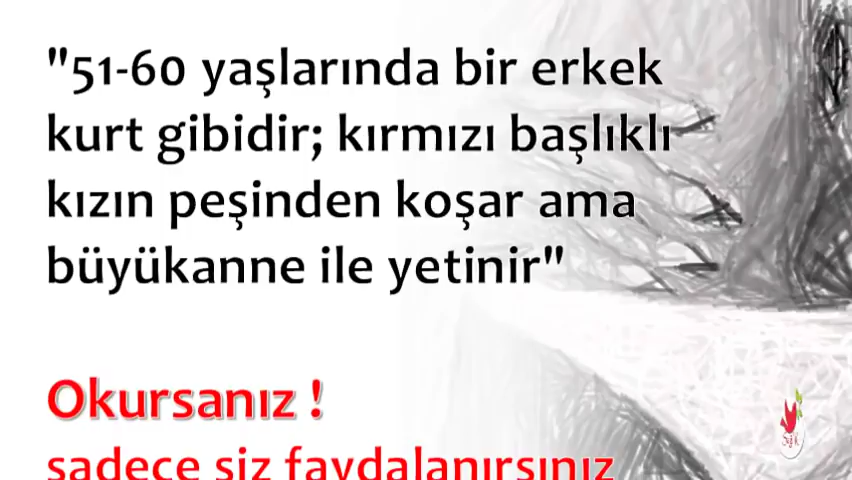 "51-60 yaşlarında bir erkek
kurt gibidir; kırmızı başlıklı
kızın peşinden koşar ama
büyükanne ile yetinir"
Okursanız !
sadece siz faydalanırsınız